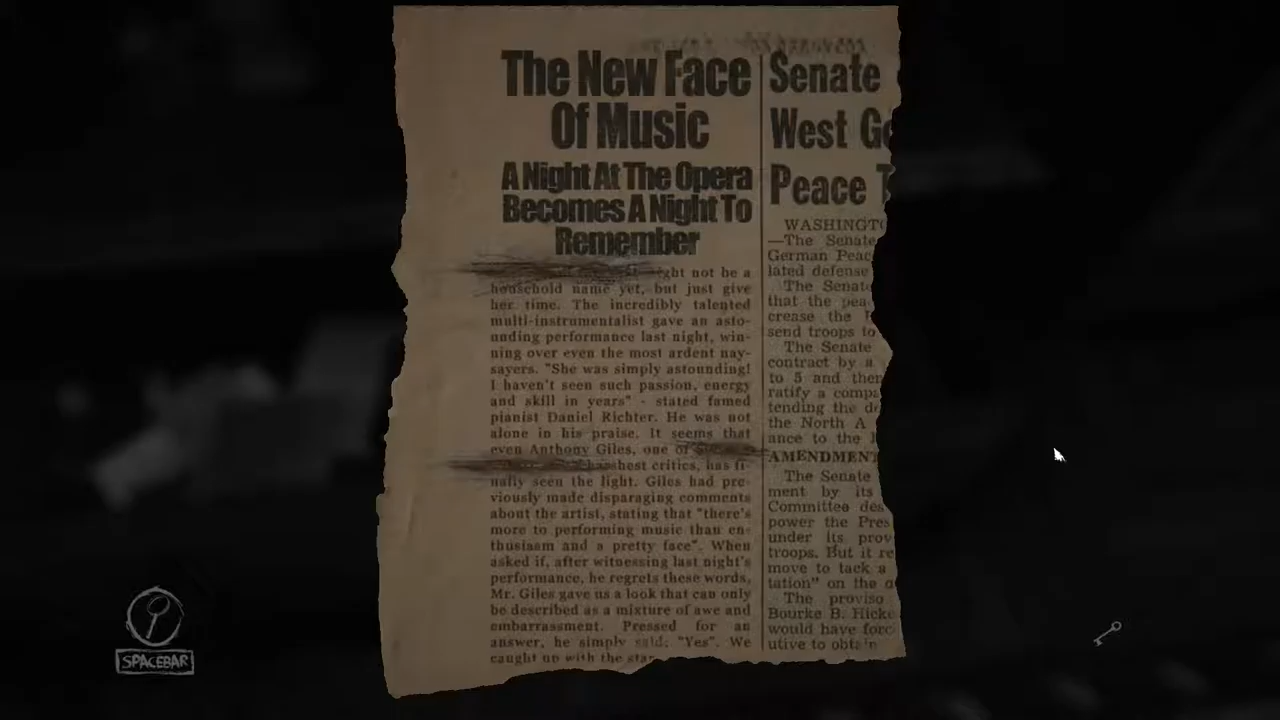 The New Face
Of Music
A Night At The Opera
Becomes A Night To
Remember
ght not be a
household name yet, but just give
her time. The incredibly talented
multi-instrumentalist gave an asto-
unding performance last night, win-
ning over even the most ardent nay-
sayers. "She was simply astounding!
I haven't seen such passion, energy
and skill in years" - stated famed
pianist Daniel Richter. He was not
alone in his praise. It seems that
even Anthony Giles, one of
harshest critics, has fi-
nally seen the light. Giles had pre-
viously made disparaging comments
about the artist, stating that "there's
more to performing music than en-
thusiasm and a pretty face". When
asked if, after witnessing last night's
performance, he regrets these words,
Mr. Giles gave us a look that can only
be described as a mixture of awe and
embarrassment. Pressed for an
answer, he simply said: "Yes". We
caught up with the star
Senate
West Ge
Peace T
WASHINGTO
—The Senate
German Peac
lated defense
The Senate
that the pea
crease the
send troops to
The Senate
contract by a
to 5 and then
ratify a compa
tending the de
the North A
ance to the
AMENDMENT
The Senate
ment by its
Committee des
power the Pres
under its prov
troops. But it re
move to tack a
tation" on the a
The proviso
Bourke B. Hicke
would have forc
utive to obtain
SPACEBAR